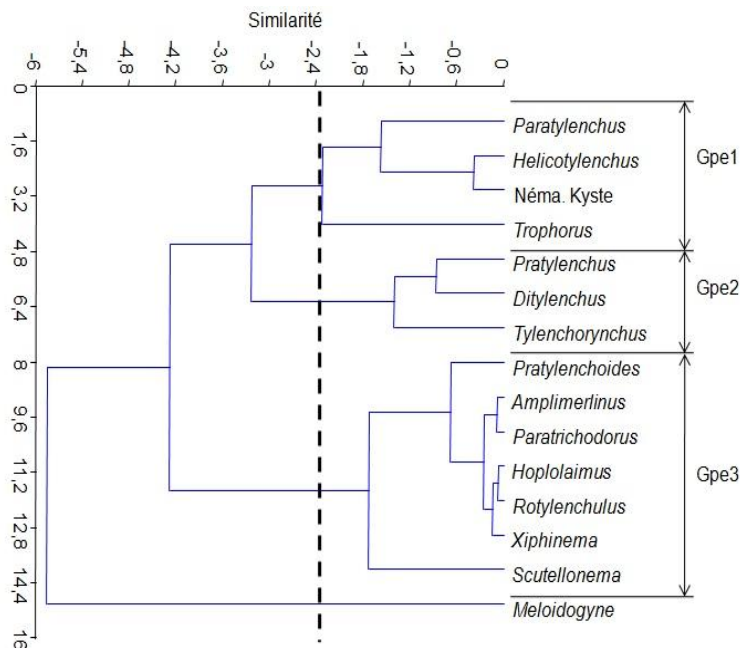 Similarité
-6 -5,4 -4,8 -4,2 -3,6 -3 -2,4 -1,8 -1,2 -0,6 0
0
1,6
3,2
4,8
6,4
8
9,6
11,2
12,8
14,4
16
Paratylenchus
Helicotylenchus
Néma. Kyste
Trophorus
Gpe1
Pratylenchus
Ditylenchus
Tylenchorynchus
Gpe2
Pratylenchoides
Amplimerlinus
Paratrichodorus
Hoplolaimus
Rotylenchulus
Xiphinema
Scutellonema
Gpe3
Meloidogyne